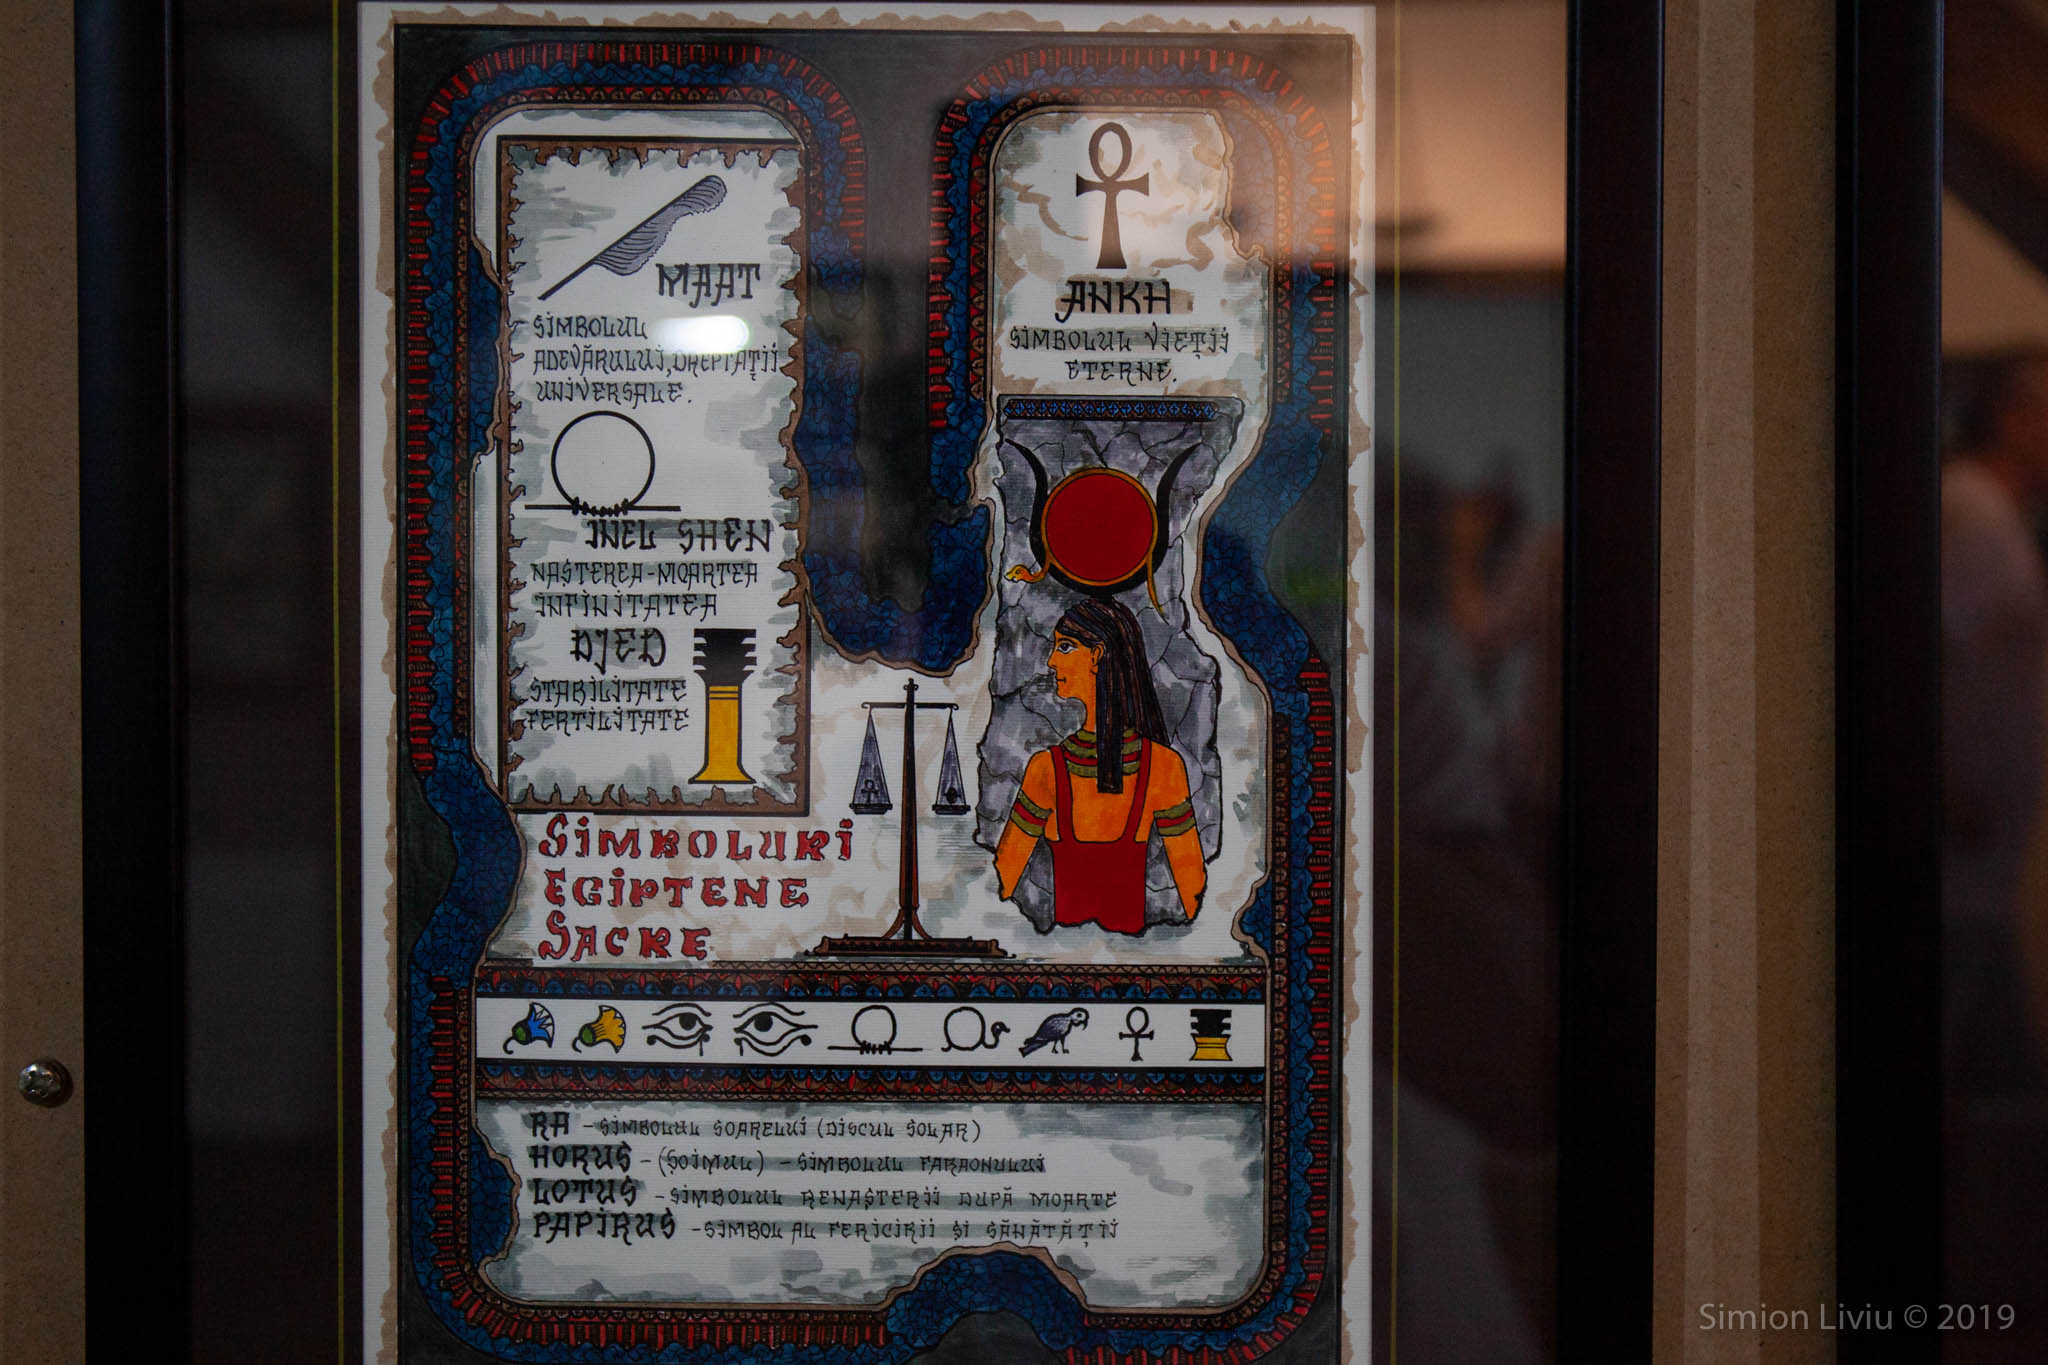 MAAT
SIMBOLUL
ADEVĂRULUI, DREPTAȚII
UNIVERSALE.
INEL SHEN
NAȘTEREA-MOARTEA
INFINITATEA
DJED
STABILITATE
FERTILITATE
ANKH
SIMBOLUL VIEȚII
ETERNE.
SIMBOLURI
EGIPTENE
SACRE
RA - SIMBOLUL SOARELUI (DISCUL SOLAR)
HORUS - (ȘOIMUL) - SIMBOLUL FARAONULUI
LOTUS - SIMBOLUL RENAȘTERII DUPĂ MOARTE
PAPIRUS - SIMBOL AL FERICIRII ȘI SĂNĂTĂȚII
Simion Liviu © 2019